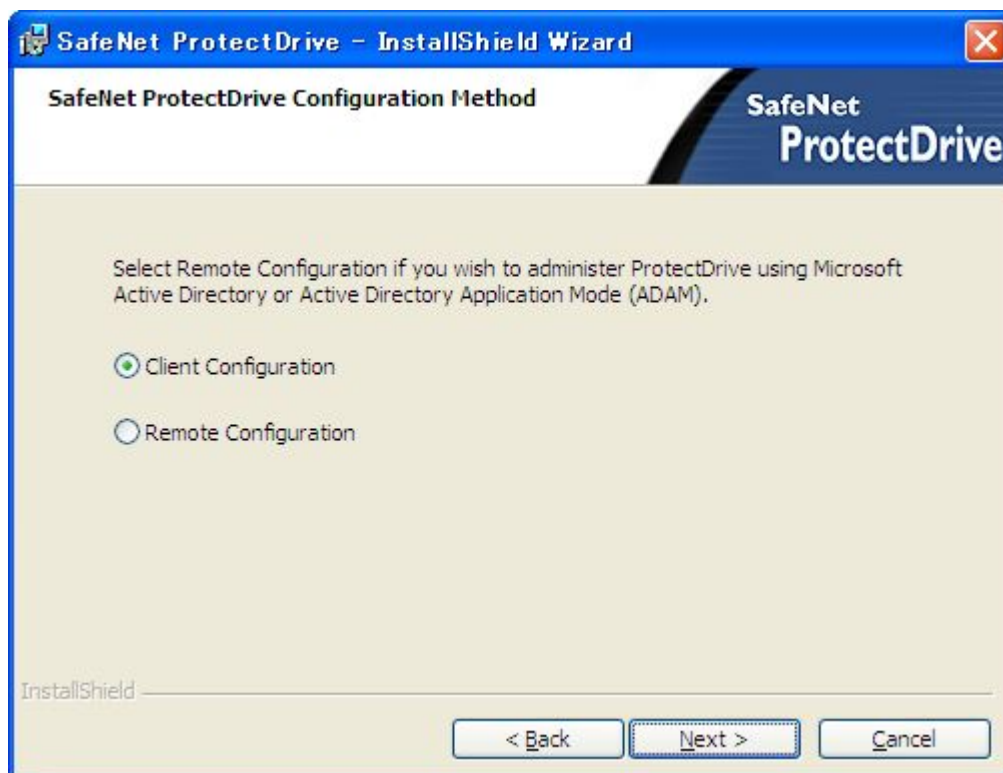 SafeNet ProtectDrive - InstallShield Wizard
SafeNet ProtectDrive Configuration Method
SafeNet
ProtectDrive
Select Remote Configuration if you wish to administer ProtectDrive using Microsoft
Active Directory or Active Directory Application Mode (ADAM).
Client Configuration
Remote Configuration
InstallShield
< Back
Next >
Cancel